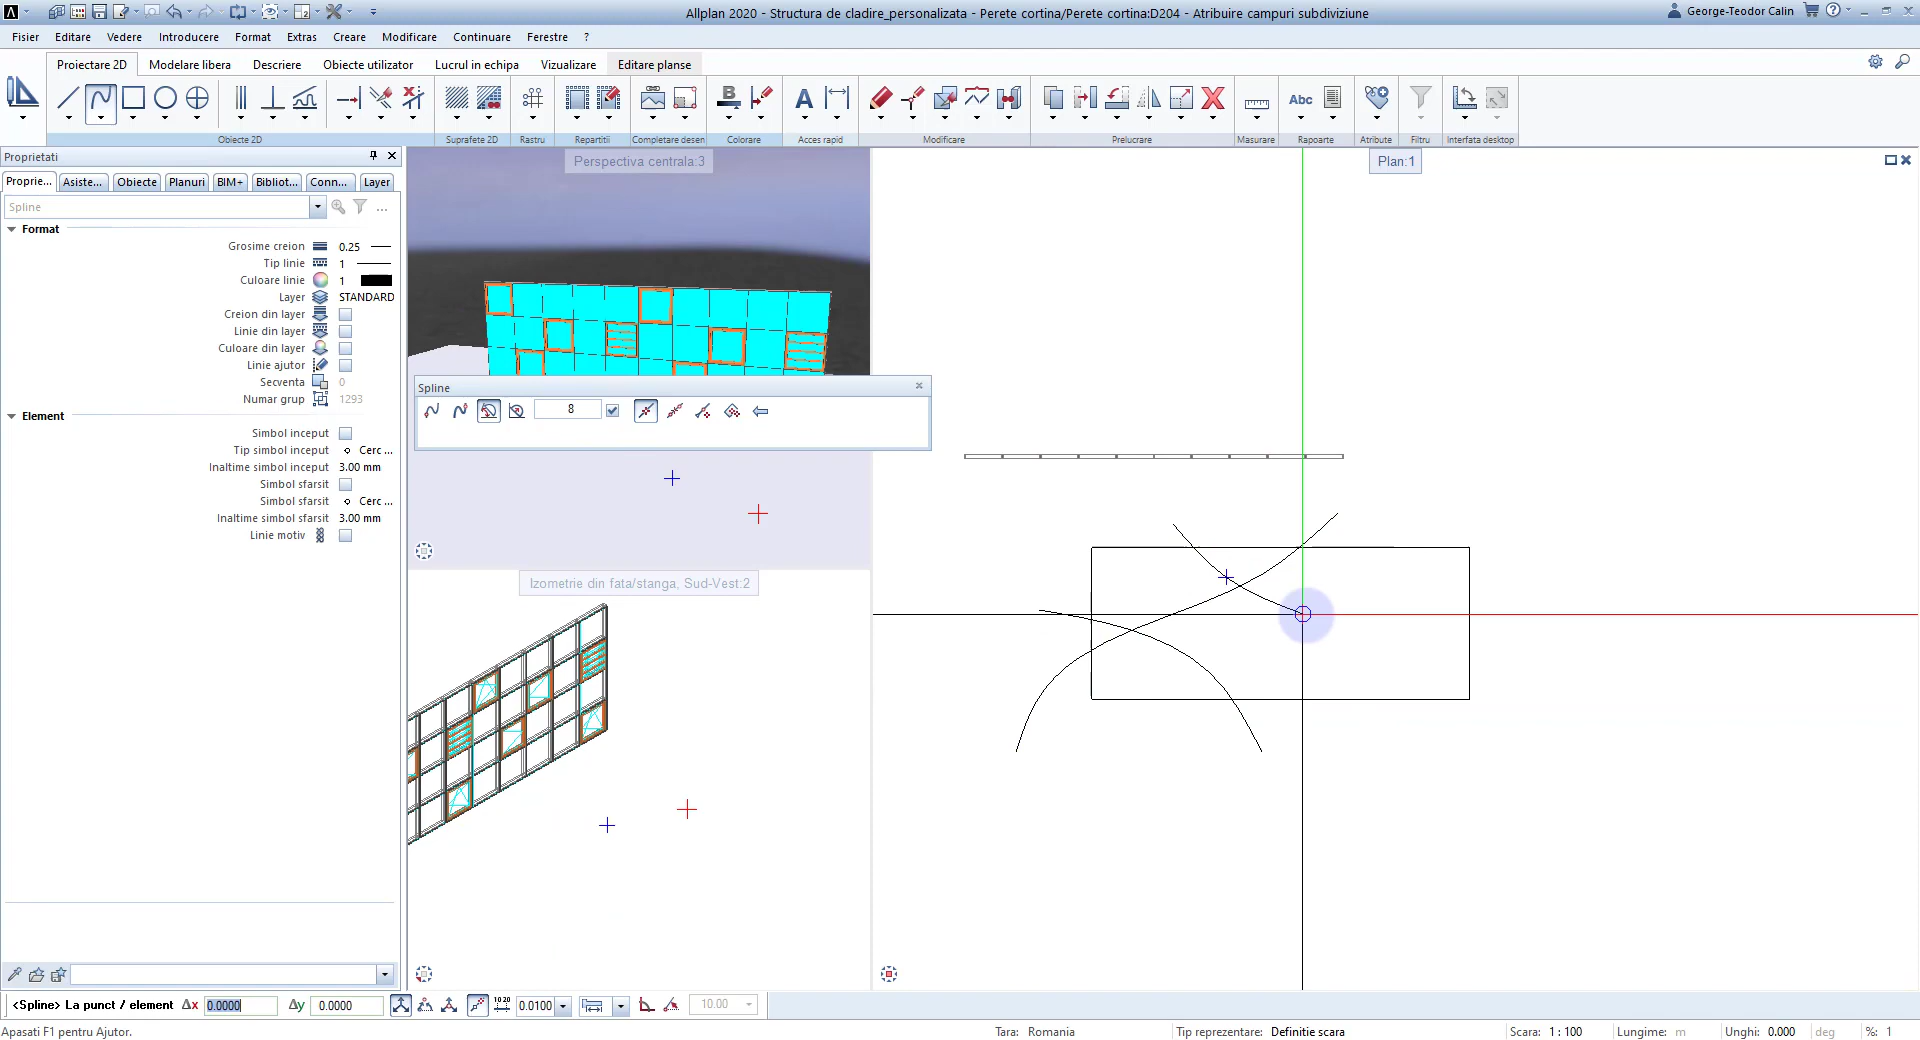 Allplan 2020 - Structura de cladire_personalizata - Perete cortina/Perete cortina:D204 - Atribuire campuri subdiviziune
George-Teodor Calin
Fisier Editare Vedere Introducere Format Extras Creare Modificare Continuare Ferestre ?
Proiectare 2D Modelare libera Descriere Obiecte utilizator Lucrul in echipa Vizualizare Editare planse
B A Abc
Obiecte 2D Suprafete 2D Rastru Repartitii Completare desen Colorare Acces rapid Modificare Prelucrare Masurare Rapoarte Atribute Filtru Interfata desktop
Proprietati
Proprie... Asiste... Obiecte Planuri BIM+ Bibliot... Conn... Layer
Spline
Format
Grosime creion 0.25
Tip linie 1
Culoare linie 1
Layer STANDARD
Creion din layer
Linie din layer
Culoare din layer
Linie ajutor
Secventa 0
Numar grup 1293
Element
Simbol inceput
Tip simbol inceput Cerc ...
Inaltime simbol inceput 3.00 mm
Simbol sfarsit
Simbol sfarsit Cerc ...
Inaltime simbol sfarsit 3.00 mm
Linie motiv
Perspectiva centrala:3
Spline
8
Izometrie din fata/stanga, Sud-Vest:2
Plan:1
<Spline> La punct / element Δx 0.0000 Δy 0.0000 10 20 0.0100 10.00
Apasati F1 pentru Ajutor.
Tara: Romania Tip reprezentare: Definitie scara Scara: 1 : 100 Lungime: m Unghi: 0.000 deg %: 1